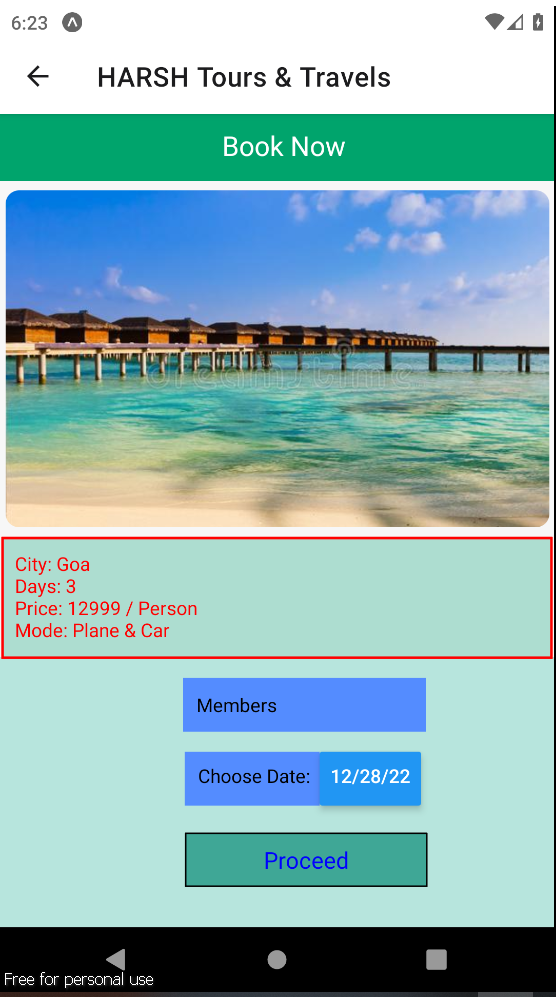 6:23
HARSH Tours & Travels
Book Now
dreamstime
City: Goa
Days: 3
Price: 12999 / Person
Mode: Plane & Car
Members
Choose Date: 12/28/22
Proceed
Free for personal use